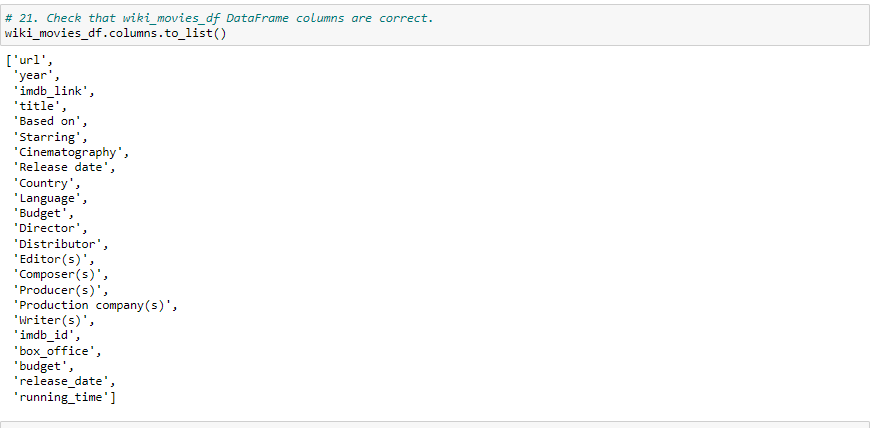 # 21. Check that wiki_movies_df DataFrame columns are correct.
wiki_movies_df.columns.to_list()
['url',
'year',
'imdb_link',
'title',
'Based on',
'Starring',
'Cinematography',
'Release date',
'Country',
'Language',
'Budget',
'Director',
'Distributor',
'Editor(s)',
'Composer(s)',
'Producer(s)',
'Production company(s)',
'Writer(s)',
'imdb_id',
'box_office',
'budget',
'release_date',
'running_time']